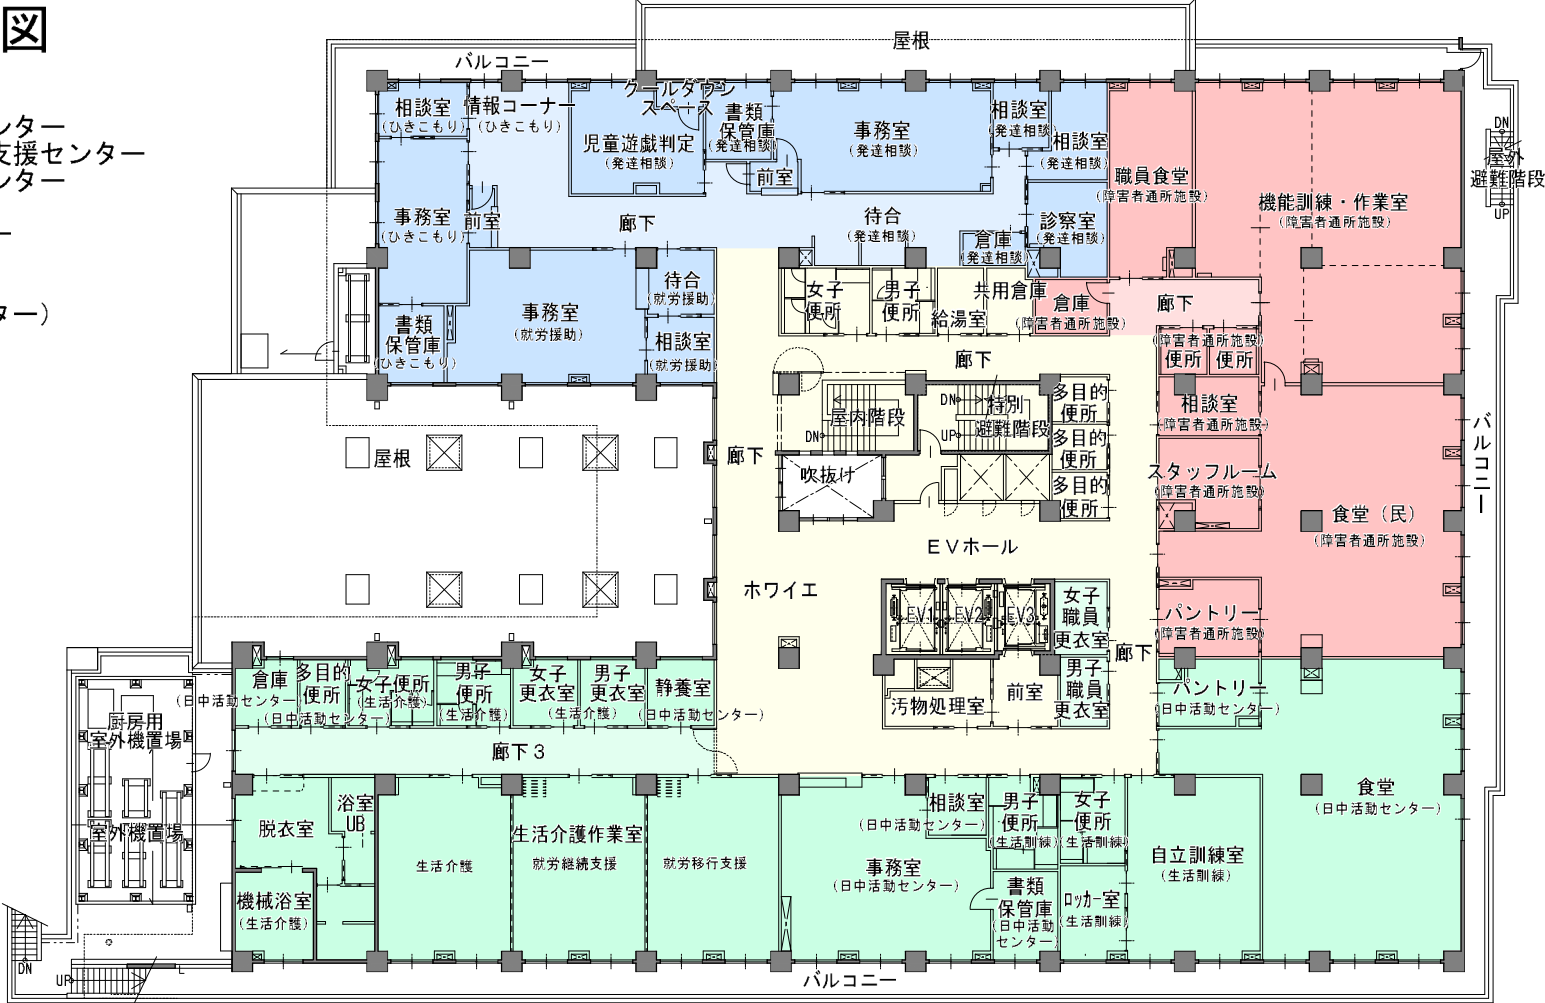 図
屋根
バルコニー
ンター
支援センター
ンター
ー
ター）
相談室
（ひきこもり）
情報コーナー
（ひきこもり）
クールダウン
スペース
児童遊戯判定
（発達相談）
書類
保管庫
（発達相談）
前室
事務室
（発達相談）
相談室
（発達相談）
相談室
（発達相談）
職員食堂
（障害者通所施設）
機能訓練・作業室
（障害者通所施設）
DN
屋外
避難階段
UP
事務室
（ひきこもり）
前室
廊下
待合
（発達相談）
倉庫
（発達相談）
診察室
（発達相談）
書類
保管庫
（ひきこもり）
事務室
（就労援助）
待合
（就労援助）
相談室
（就労援助）
女子
便所
男子
便所
給湯室
共用倉庫
倉庫
（障害者通所施設）
廊下
（障害者通所施設）
便所
便所
廊下
屋内階段
DN
DN
UP
特別
避難階段
多目的
便所
多目的
便所
多目的
便所
相談室
（障害者通所施設）
スタッフルーム
（障害者通所施設）
食堂（民）
（障害者通所施設）
バルコニー
屋根
廊下
吹抜け
EVホール
ホワイエ
EV1
EV2
EV3
女子
職員
更衣室
男子
職員
更衣室
廊下
パントリー
（障害者通所施設）
パントリー
（日中活動センター）
汚物処理室
前室
倉庫
（日中活動センター）
多目的
便所
（日中活動センター）
女子便所
（生活介護）
男子
便所
（生活介護）
女子
更衣室
男子
更衣室
（生活介護）
静養室
（日中活動センター）
廊下３
厨房用
室外機置場
室外機置場
脱衣室
浴室
UB
機械浴室
（生活介護）
生活介護作業室
生活介護
就労継続支援
就労移行支援
事務室
（日中活動センター）
相談室
（日中活動センター）
男子
便所
（生活訓練）
女子
便所
（生活訓練）
書類
保管庫
（日中活動
センター）
ロッカー室
（生活訓練）
自立訓練室
（生活訓練）
食堂
（日中活動センター）
DN
UP
バルコニー